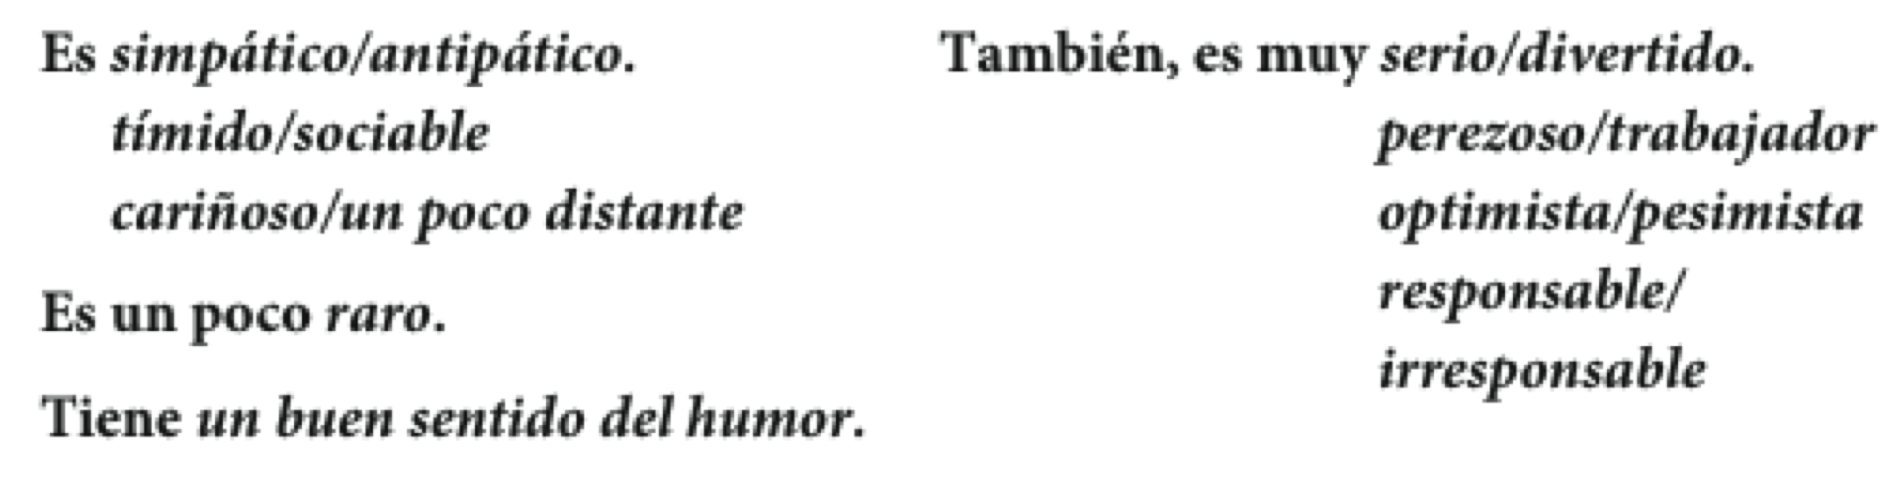 Es simpático/antipático.
tímido/sociable
cariñoso/un poco distante
Es un poco raro.
Tiene un buen sentido del humor.
También, es muy serio/divertido.
perezoso/trabajador
optimista/pesimista
responsable/
irresponsable